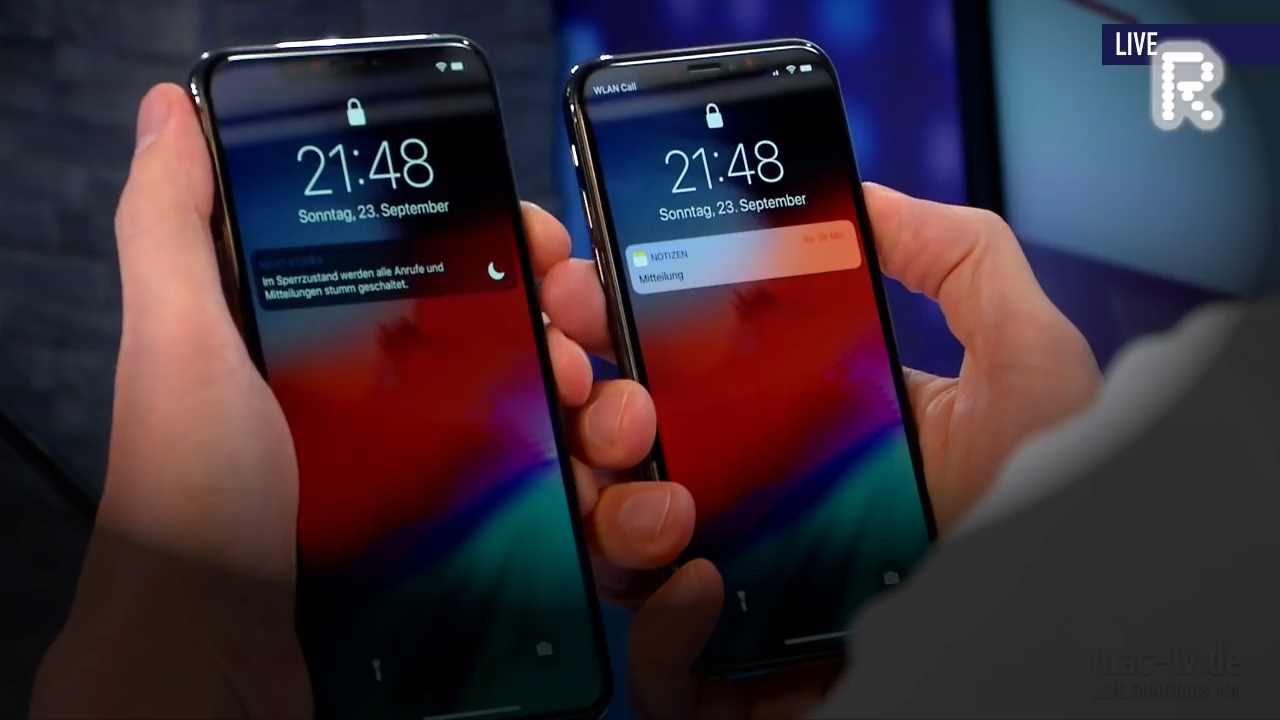 LIVE
R
WLAN Call
21:48
Sonntag, 23. September
Im Sperrzustand werden alle Anrufe und
Mitteilungen stumm geschaltet.
21:48
Sonntag, 23. September
NOTIZEN
Mitteilung
mac-tv.de